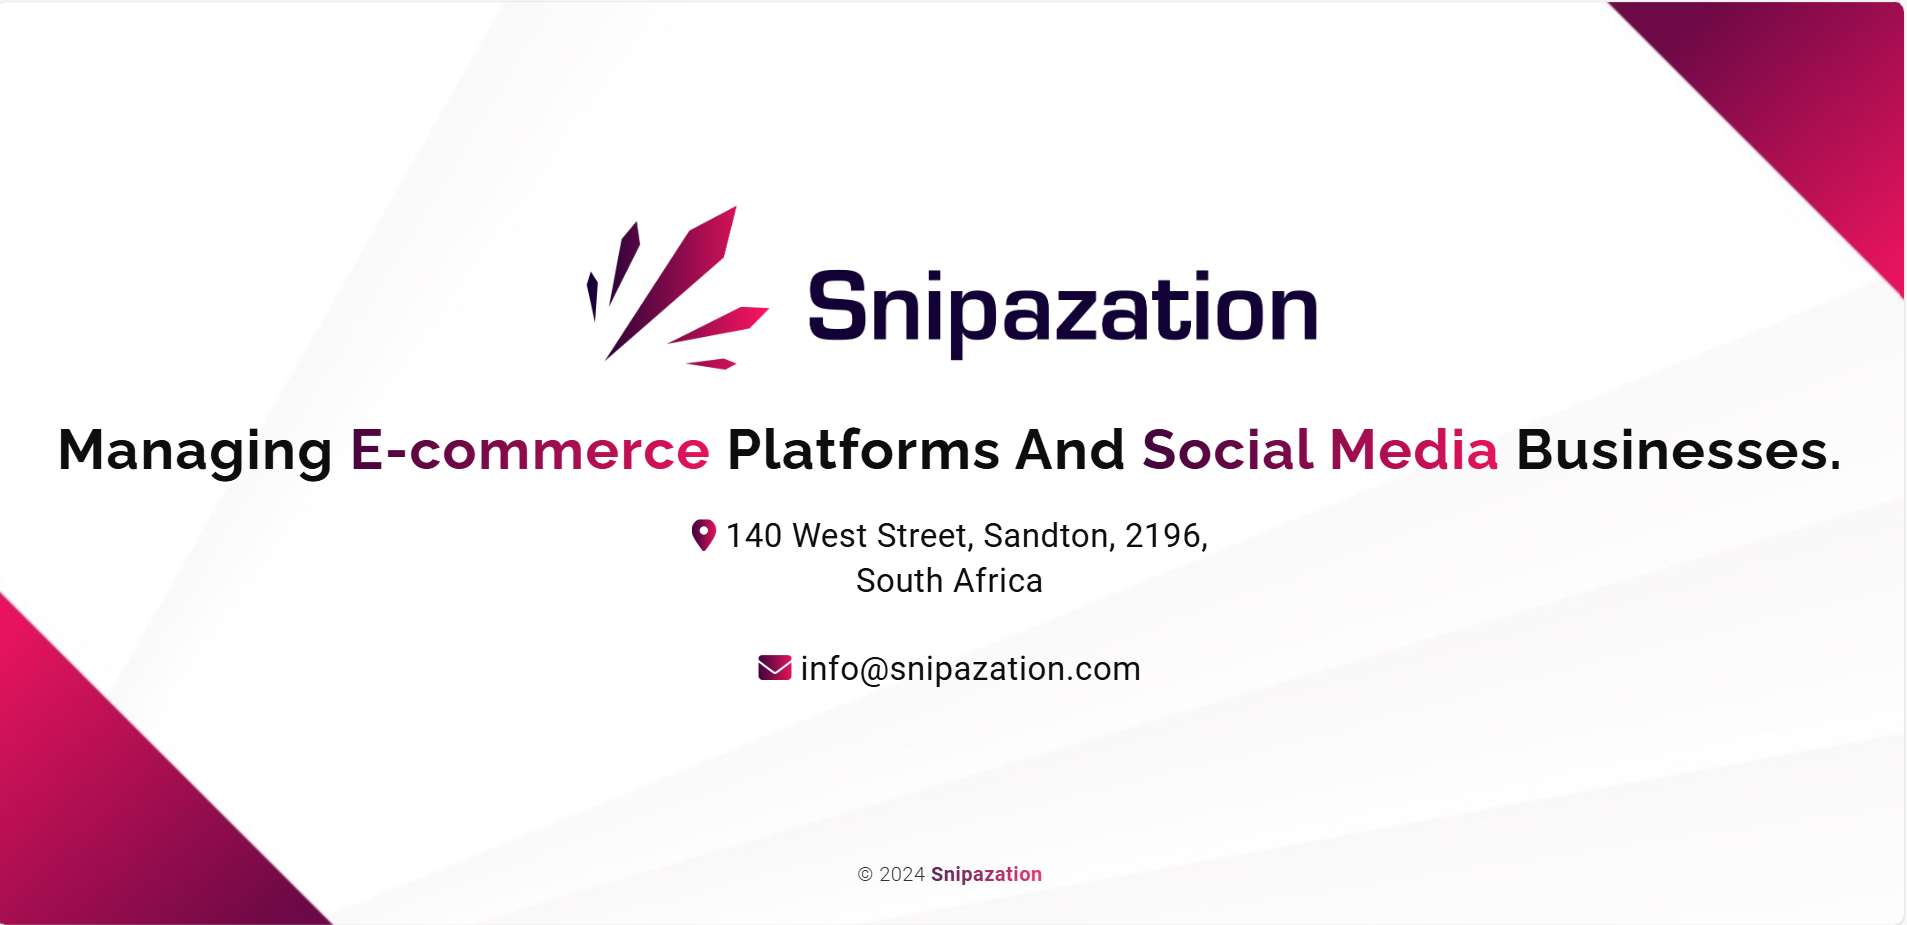 Snipazation
Managing E-commerce Platforms And Social Media Businesses.
140 West Street, Sandton, 2196,
South Africa
info@snipazation.com
© 2024 Snipazation